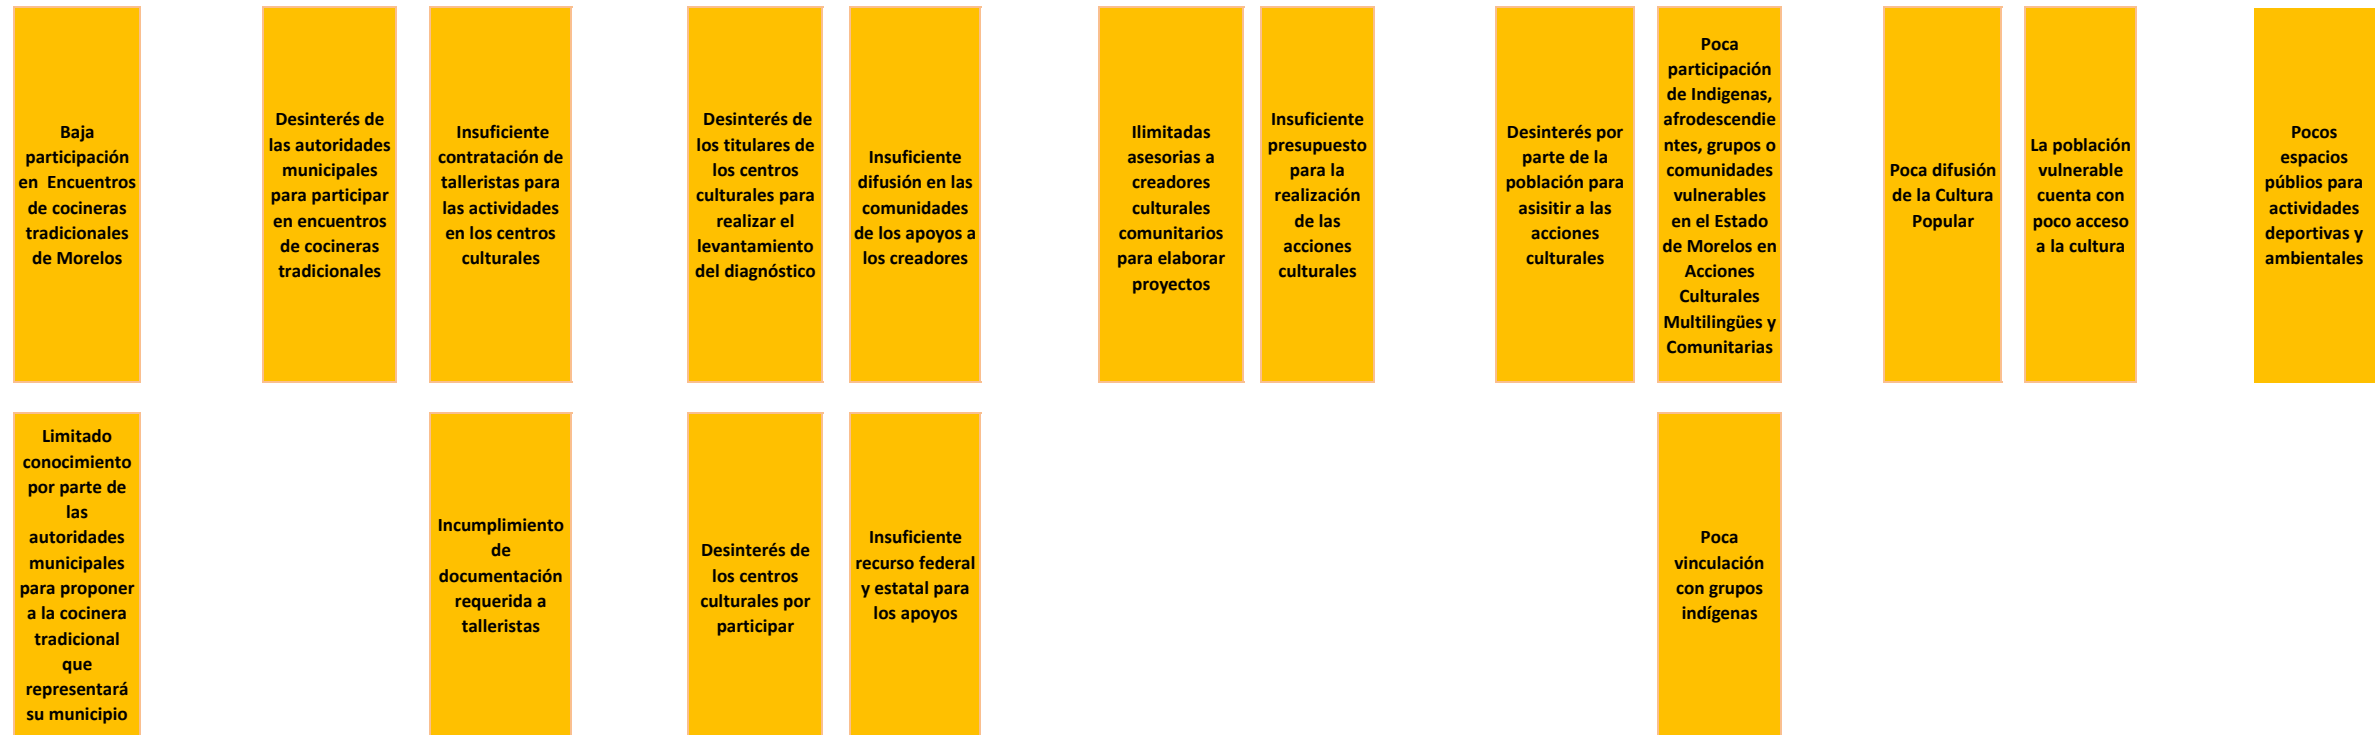 Baja
participación
en Encuentros
de cocineras
tradicionales
de Morelos
Desinterés de
las autoridades
municipales
para participar
en encuentros
de cocineras
tradicionales
Insuficiente
contratación de
talleristas para
las actividades
en los centros
culturales
Desinterés de
los titulares de
los centros
culturales para
realizar el
levantamiento
del diagnóstico
Insuficiente
difusión en las
comunidades
de los apoyos a
los creadores
Ilimitadas
asesorias a
creadores
culturales
comunitarios
para elaborar
proyectos
Insuficiente
presupuesto
para la
realización
de las
acciones
culturales
Desinterés por
parte de la
población para
asisitir a las
acciones
culturales
Poca
participación
de Indigenas,
afrodescendie
ntes, grupos o
comunidades
vulnerables
en el Estado
de Morelos en
Acciones
Culturales
Multilingües y
Comunitarias
Poca difusión
de la Cultura
Popular
La población
vulnerable
cuenta con
poco acceso
a la cultura
Pocos
espacios
públios para
actividades
deportivas y
ambientales
Limitado
conocimiento
por parte de
las
autoridades
municipales
para proponer
a la cocinera
tradicional
que
representará
su municipio
Incumplimiento
de
documentación
requerida a
talleristas
Desinterés de
los centros
culturales por
participar
Insuficiente
recurso federal
y estatal para
los apoyos
Poca
vinculación
con grupos
indígenas